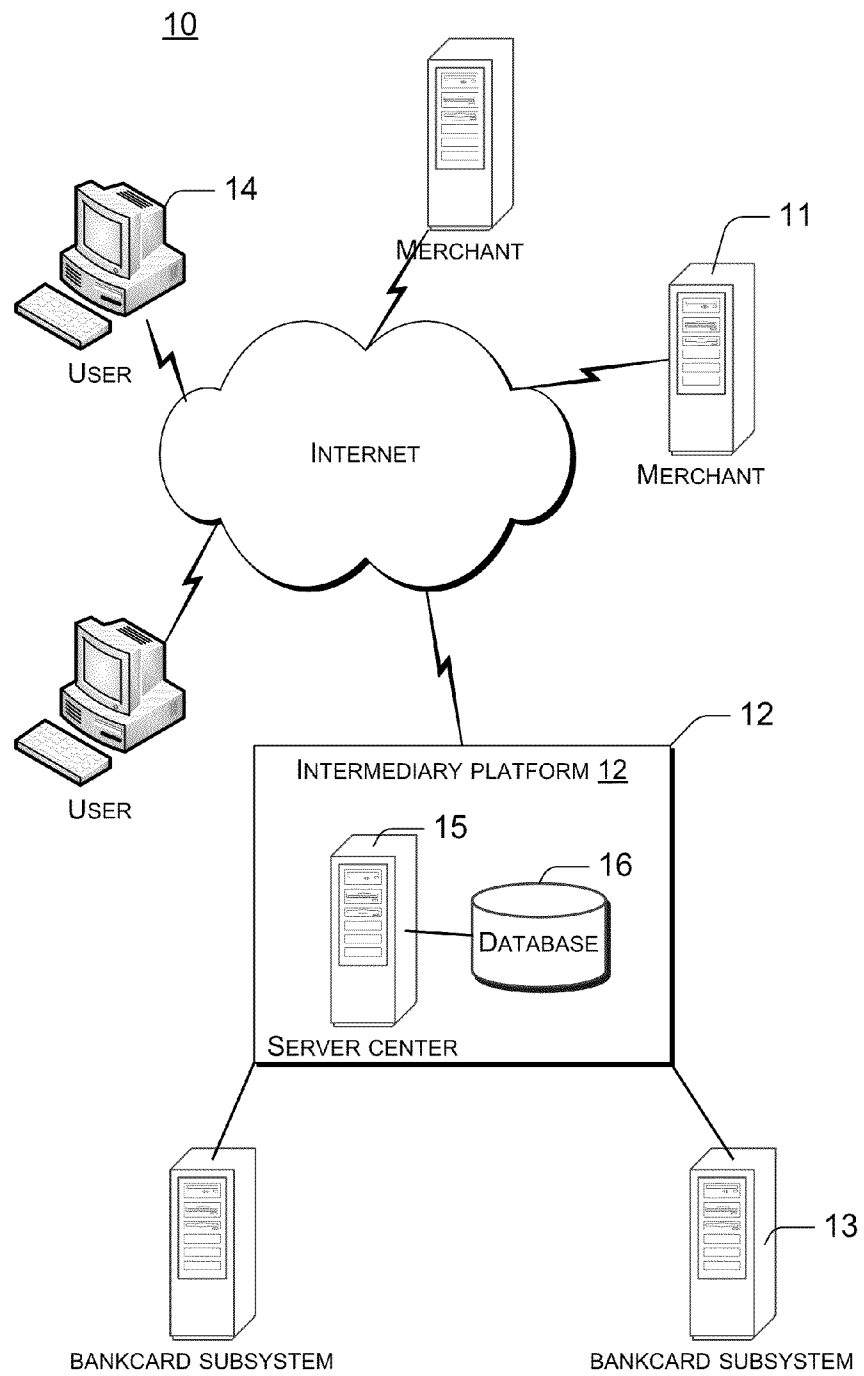 10
14
11
MERCHANT
USER
INTERNET
MERCHANT
12
INTERMEDIARY PLATFORM 12
USER
15
16
DATABASE
SERVER CENTER
13
BANKCARD SUBSYSTEM
BANKCARD SUBSYSTEM